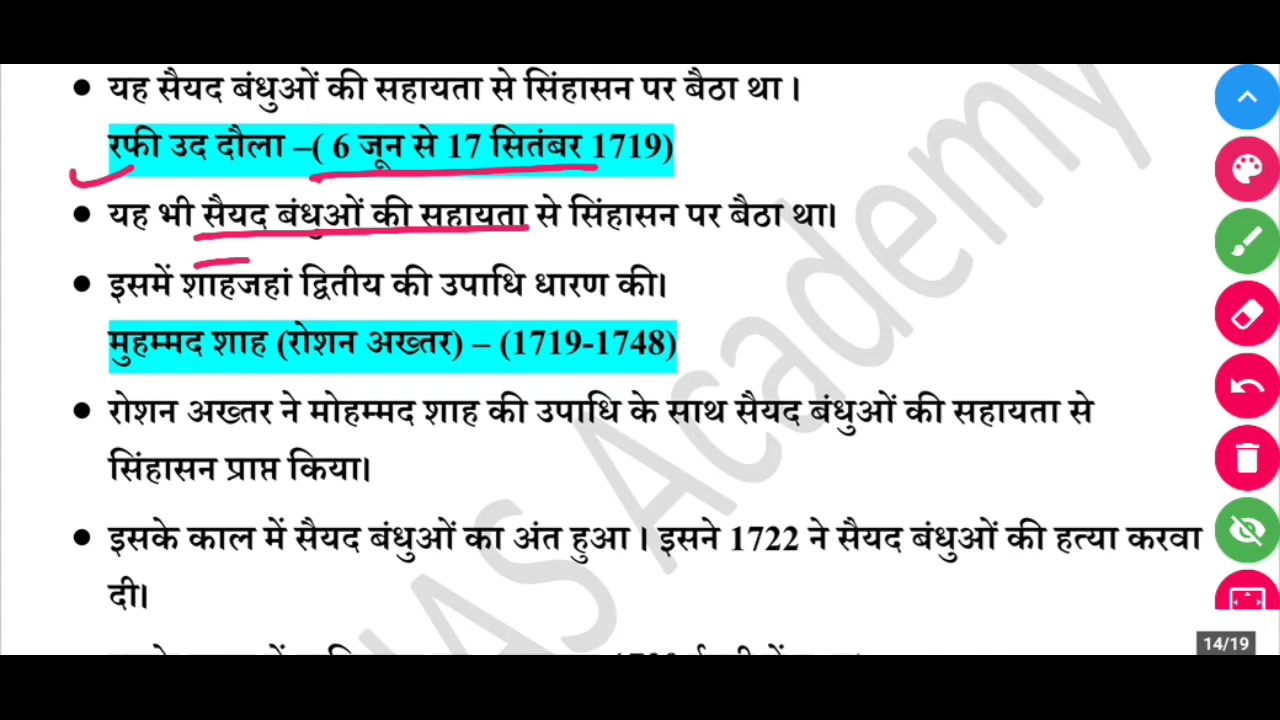 • यह सैयद बंधुओं की सहायता से सिंहासन पर बैठा था ।
रफी उद दौला –( 6 जून से 17 सितंबर 1719)
• यह भी सैयद बंधुओं की सहायता से सिंहासन पर बैठा था।
• इसमें शाहजहां द्वितीय की उपाधि धारण की।
मुहम्मद शाह (रोशन अख्तर) – (1719-1748)
• रोशन अख्तर ने मोहम्मद शाह की उपाधि के साथ सैयद बंधुओं की सहायता से
सिंहासन प्राप्त किया।
• इसके काल में सैयद बंधुओं का अंत हुआ । इसने 1722 ने सैयद बंधुओं की हत्या करवा
दी।
IAS Academy
14/19